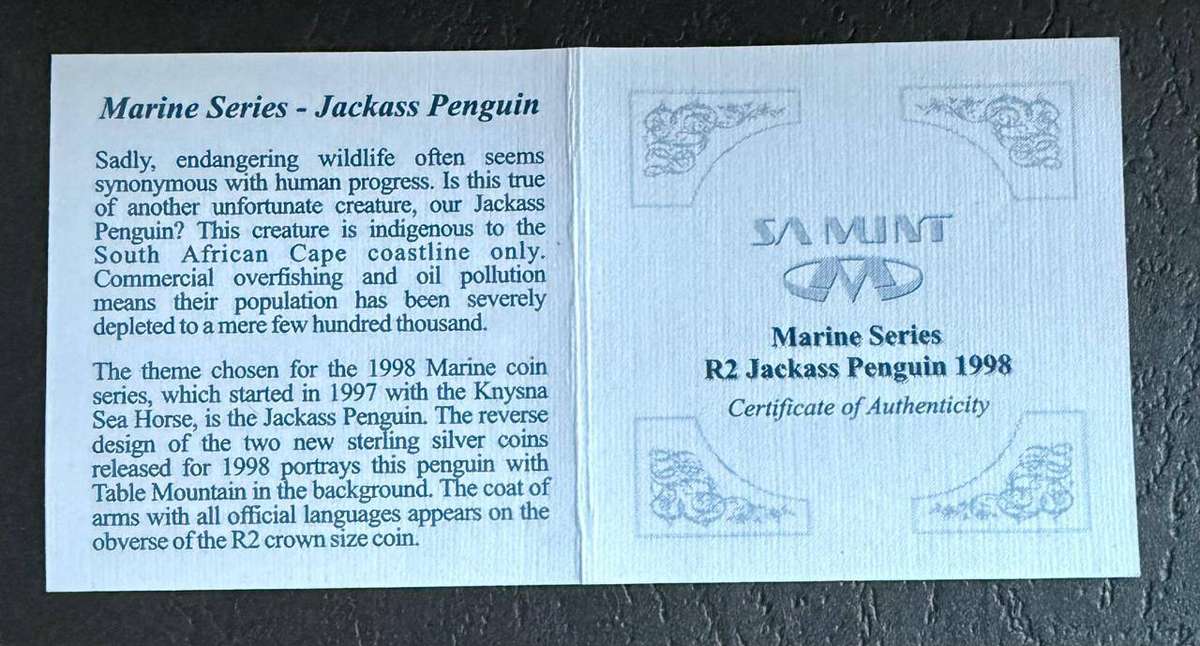 Marine Series - Jackass Penguin
Sadly, endangering wildlife often seems
synonymous with human progress. Is this true
of another unfortunate creature, our Jackass
Penguin? This creature is indigenous to the
South African Cape coastline only.
Commercial overfishing and oil pollution
means their population has been severely
depleted to a mere few hundred thousand.
The theme chosen for the 1998 Marine coin
series, which started in 1997 with the Knysna
Sea Horse, is the Jackass Penguin. The reverse
design of the two new sterling silver coins
released for 1998 portrays this penguin with
Table Mountain in the background. The coat of
arms with all official languages appears on the
obverse of the R2 crown size coin.
SA MINT
Marine Series
R2 Jackass Penguin 1998
Certificate of Authenticity